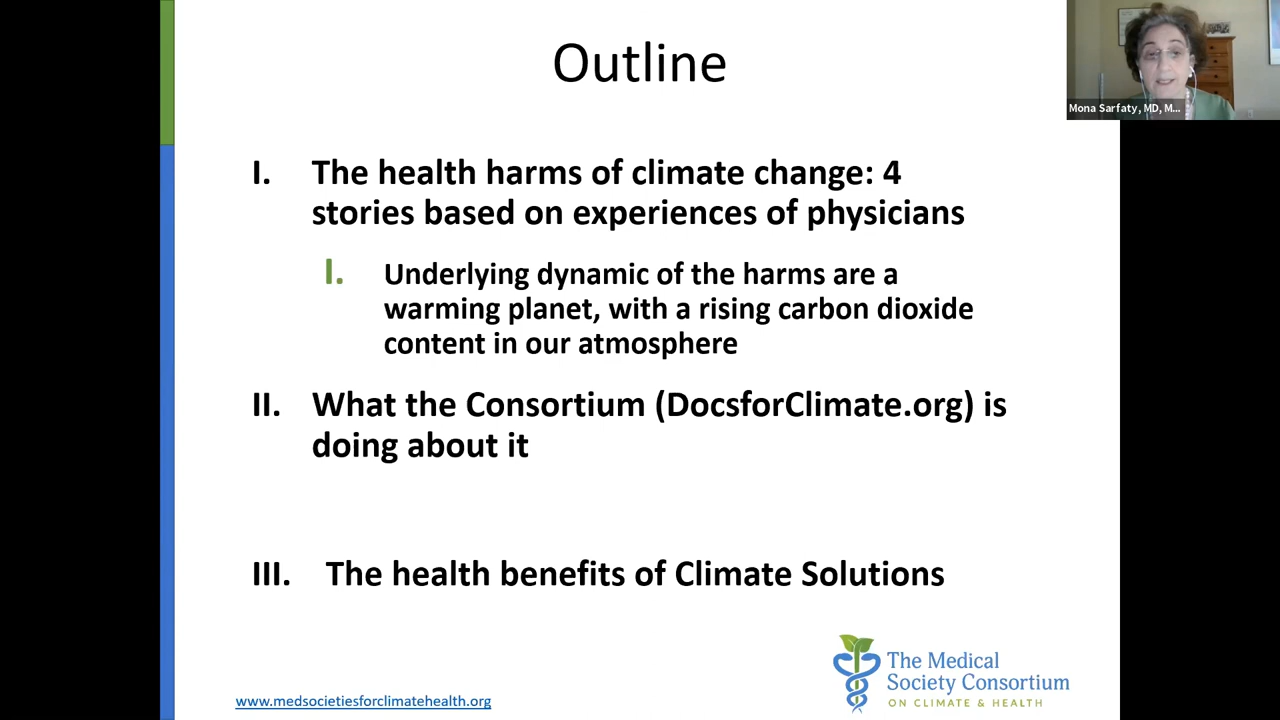 Outline
Mona Sarfaty, MD, M...
I. The health harms of climate change: 4
stories based on experiences of physicians
I. Underlying dynamic of the harms are a
warming planet, with a rising carbon dioxide
content in our atmosphere
II. What the Consortium (DocsforClimate.org) is
doing about it
III. The health benefits of Climate Solutions
www.medsocietiesforclimatehealth.org
The Medical
Society Consortium
ON CLIMATE & HEALTH